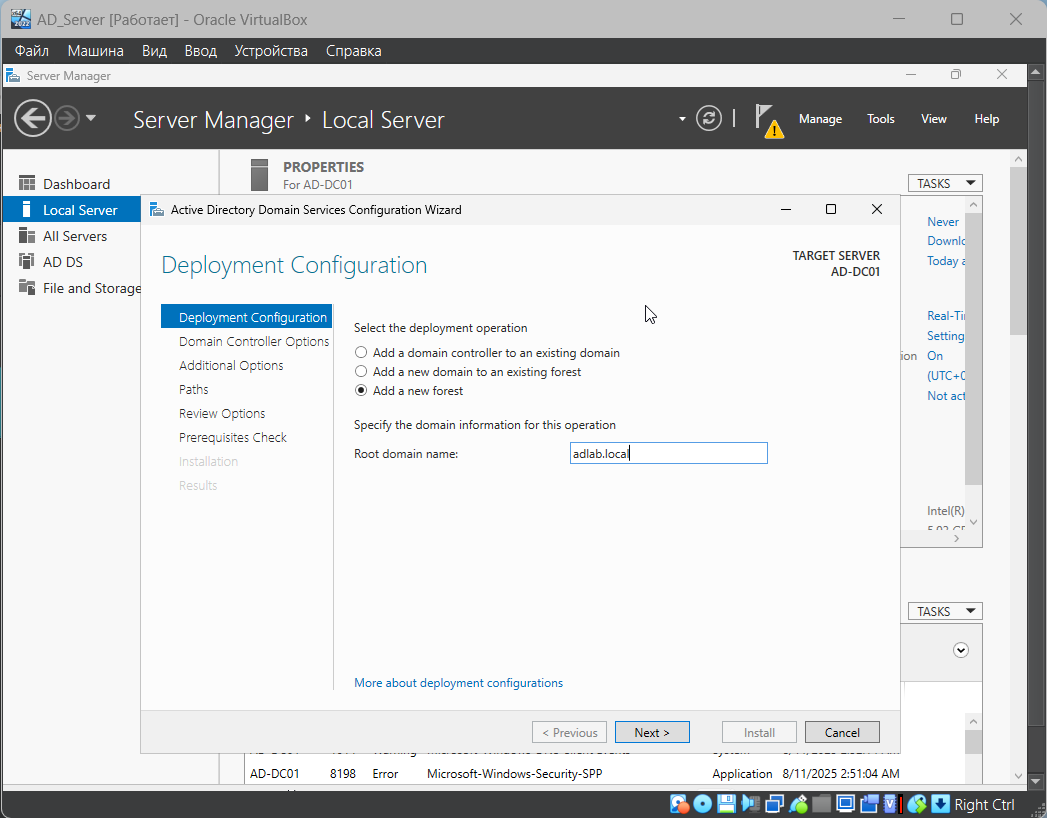 AD_Server [Работает] - Oracle VirtualBox
Файл Машина Вид Ввод Устройства Справка
Server Manager
Server Manager Local Server
Manage Tools View Help
PROPERTIES
For AD-DC01
TASKS
Dashboard
Local Server
All Servers
AD DS
File and Storage
Never
Today
Setting
ion On
(UTC+0
Not act
Intel(R)
Active Directory Domain Services Configuration Wizard
Deployment Configuration
TARGET SERVER
AD-DC01
Deployment Configuration
Domain Controller Options
Additional Options
Paths
Review Options
Prerequisites Check
Installation
Results
Select the deployment operation
Add a domain controller to an existing domain
Add a new domain to an existing forest
Add a new forest
Specify the domain information for this operation
Root domain name: adlab.local
More about deployment configurations
< Previous Next > Install Cancel
TASKS
AD-DC01 8198 Error Microsoft-Windows-Security-SPP Application 8/11/2025 2:51:04 AM
Right Ctrl